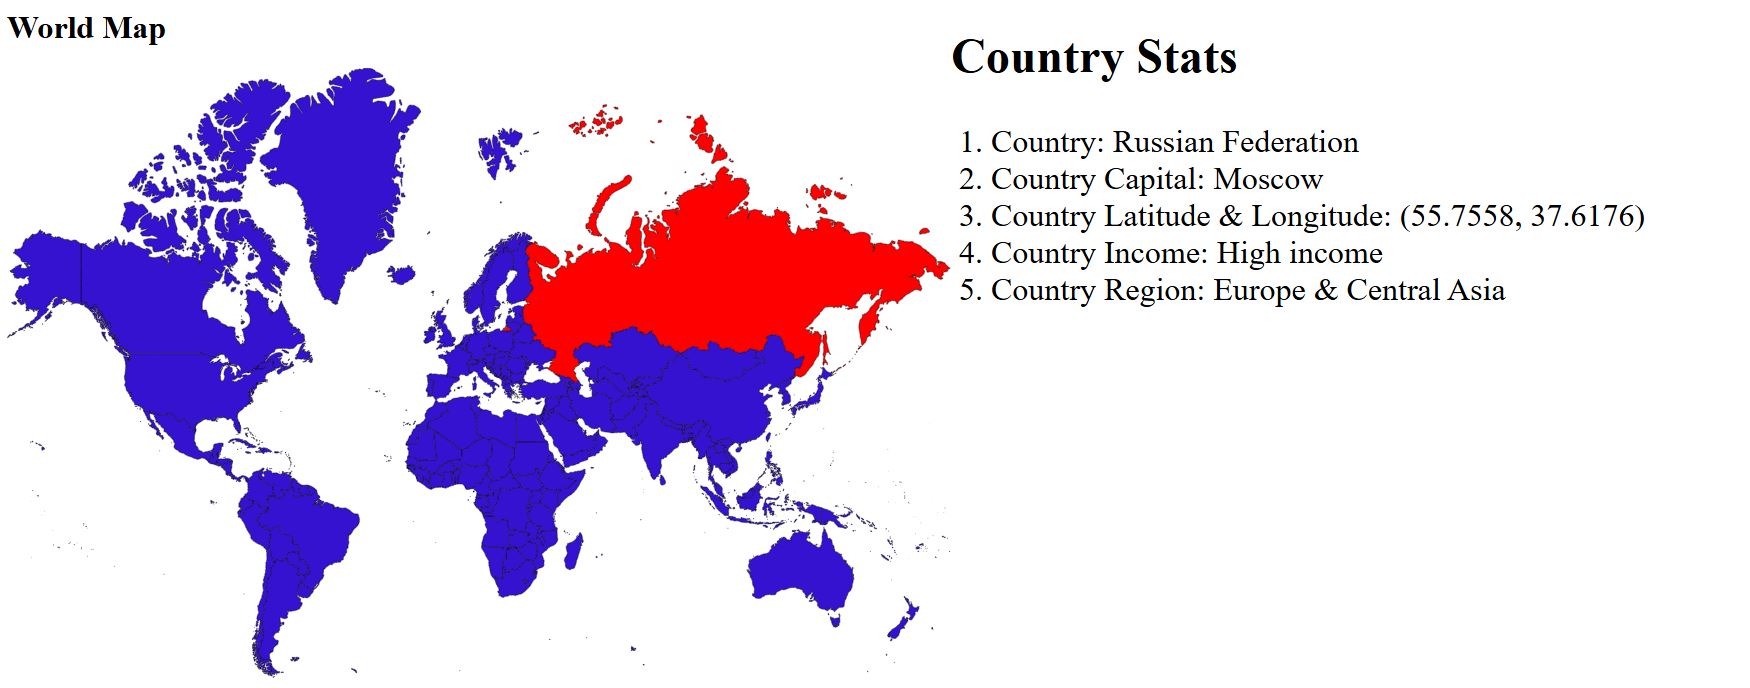 World Map
Country Stats
1. Country: Russian Federation
2. Country Capital: Moscow
3. Country Latitude & Longitude: (55.7558, 37.6176)
4. Country Income: High income
5. Country Region: Europe & Central Asia